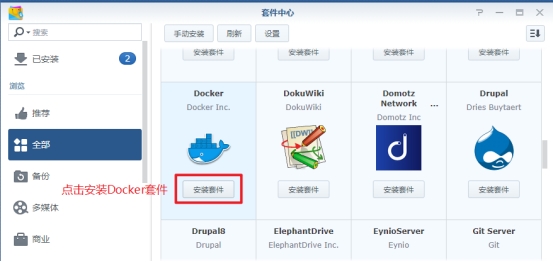 套件中心
搜索
手动安装 刷新 设置
已安装 2
安装套件 安装套件 安装套件 安装套件
浏览
推荐
全部
备份
多媒体
商业
Docker
Docker Inc.
DokuWiki
DokuWiki
Domotz
Network ...
Domotz Inc
Drupal
Dries Buytaert
[[DW]]
d
点击安装Docker套件
安装套件 安装套件 安装套件 安装套件
Drupal8
Drupal
ElephantDrive
ElephantDrive Inc.
EynioServer
Eynio
Git Server
Git